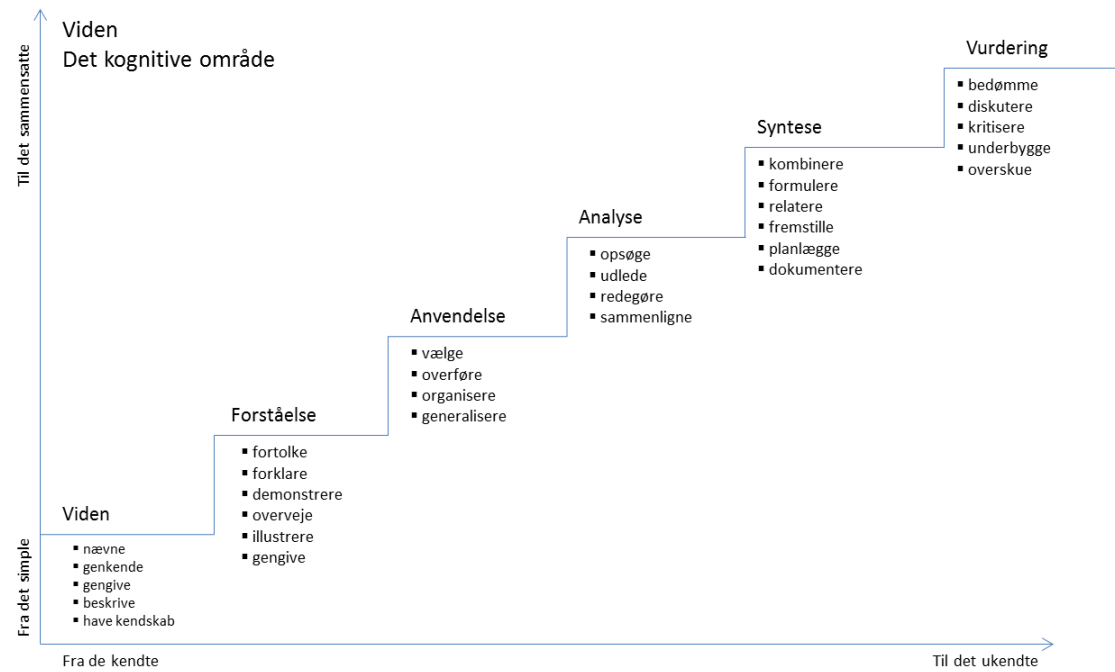 Viden
Det kognitive område
Til det sammensatte
Fra det simple
Viden
▪ nævne
▪ genkende
▪ gengive
▪ beskrive
▪ have kendskab
Forståelse
▪ fortolke
▪ forklare
▪ demonstrere
▪ overveje
▪ illustrere
▪ gengive
Anvendelse
▪ vælge
▪ overføre
▪ organisere
▪ generalisere
Analyse
▪ opsøge
▪ udlede
▪ redegøre
▪ sammenligne
Syntese
▪ kombinere
▪ formulere
▪ relatere
▪ fremstille
▪ planlægge
▪ dokumentere
Vurdering
▪ bedømme
▪ diskutere
▪ kritisere
▪ underbygge
▪ overskue
Fra de kendte
Til det ukendte